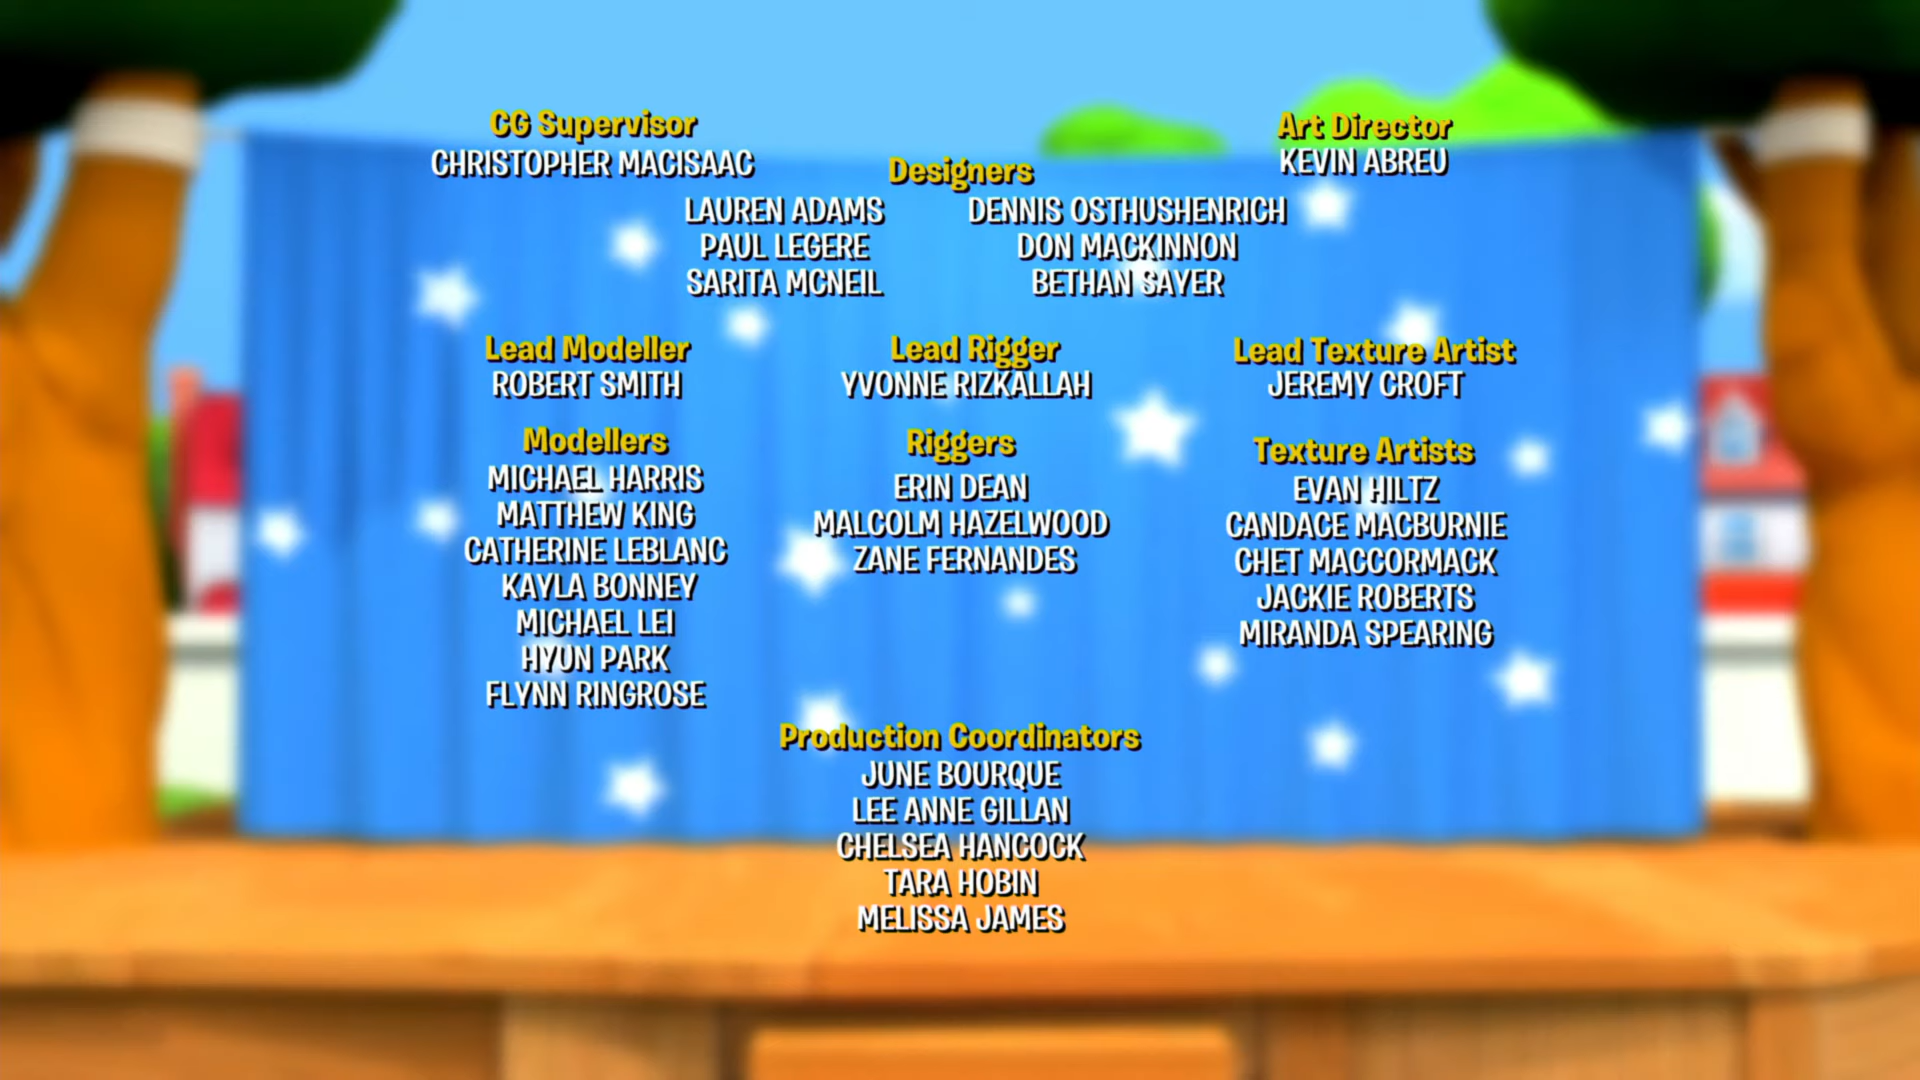 CG Supervisor
CHRISTOPHER MACISAAC
Art Director
KEVIN ABREU
Designers
LAUREN ADAMS
PAUL LEGERE
SARITA MCNEIL
DENNIS OSTHUSHENRICH
DON MACKINNON
BETHAN SAYER
Lead Modeller
ROBERT SMITH
Lead Rigger
YVONNE RIZKALLAH
Lead Texture Artist
JEREMY CROFT
Modellers
MICHAEL HARRIS
MATTHEW KING
CATHERINE LEBLANC
KAYLA BONNEY
MICHAEL LEI
HYUN PARK
FLYNN RINGROSE
Riggers
ERIN DEAN
MALCOLM HAZELWOOD
ZANE FERNANDES
Texture Artists
EVAN HILTZ
CANDACE MACBURNIE
CHET MACCORMACK
JACKIE ROBERTS
MIRANDA SPEARING
Production Coordinators
JUNE BOURQUE
LEE ANNE GILLAN
CHELSEA HANCOCK
TARA HOBIN
MELISSA JAMES